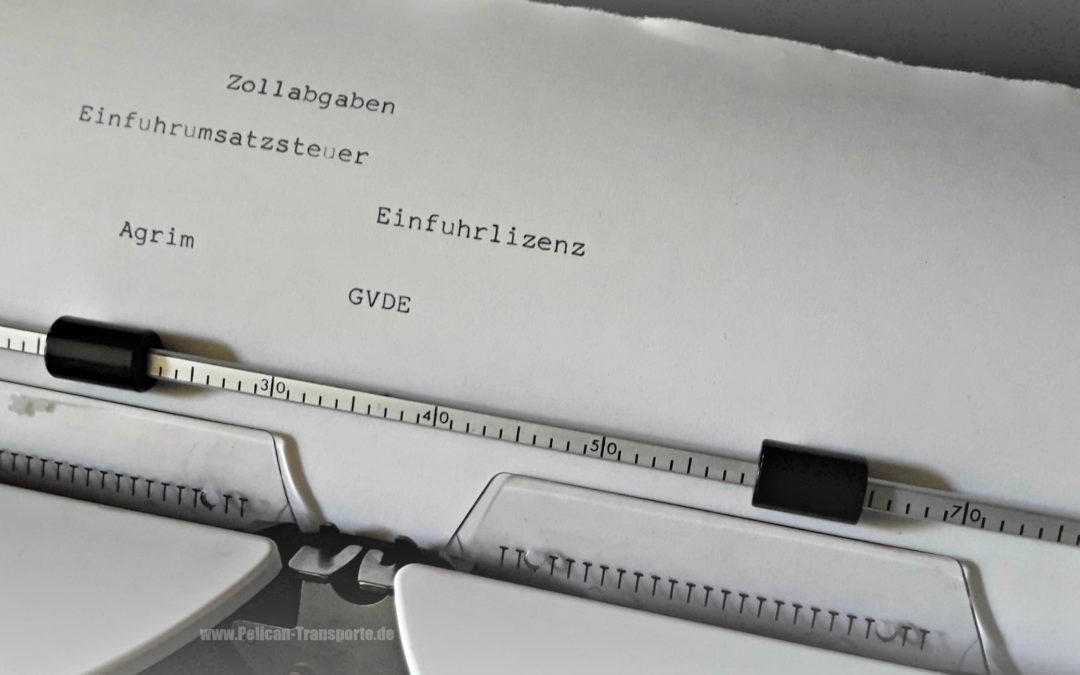 Zollabgaben
Einfuhrumsatzsteuer
Einfuhrlizenz
Agrim
GVDE
30 40 50 70
www.Pelican-Transporte.de